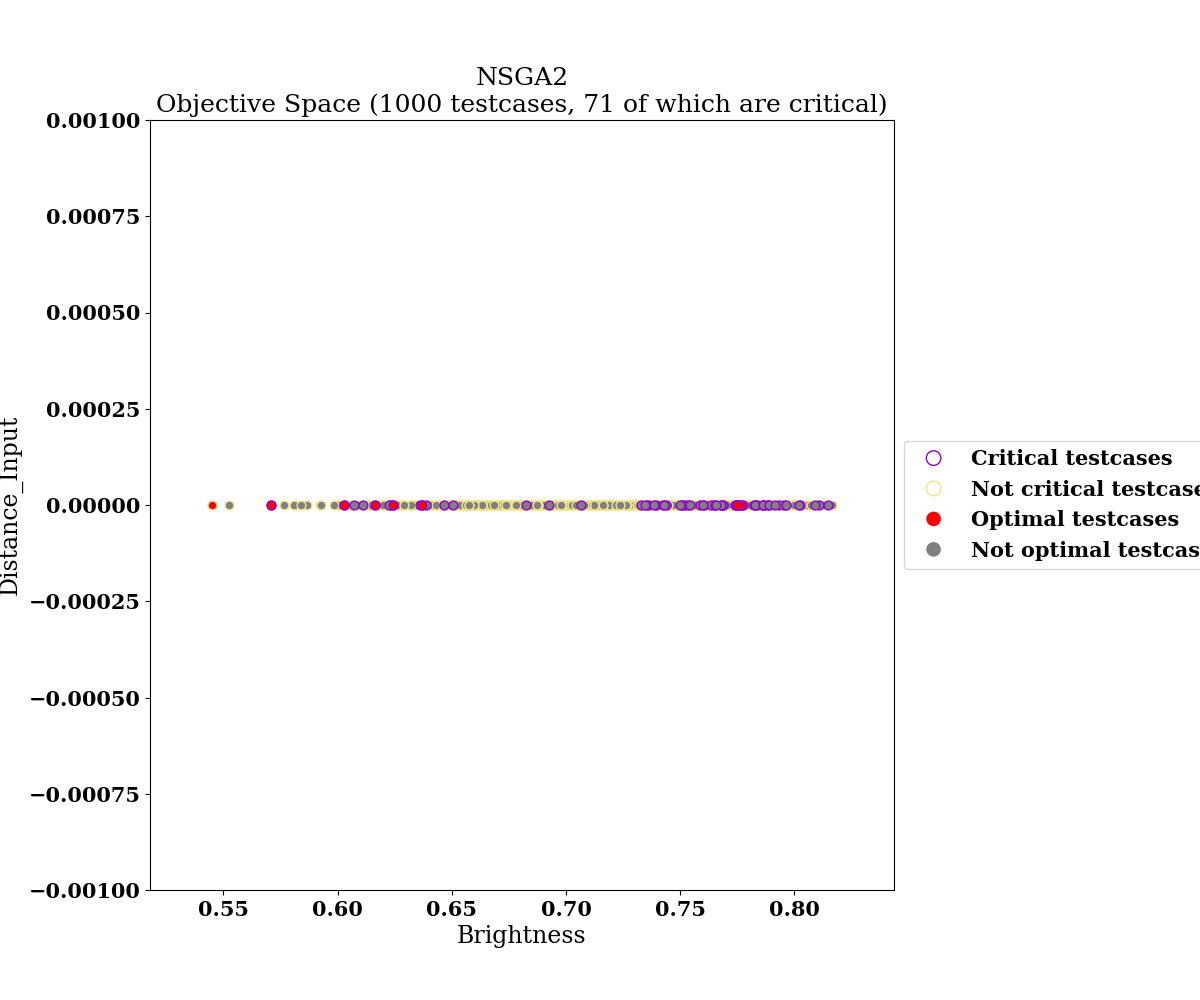 NSGA2
Objective Space (1000 testcases, 71 of which are critical)
0.00100
0.00075
0.00050
0.00025
0.00000
−0.00025
−0.00050
−0.00075
−0.00100
Distance_Input
0.55 0.60 0.65 0.70 0.75 0.80
Brightness
Critical testcases
Not critical testcase
Optimal testcases
Not optimal testcas